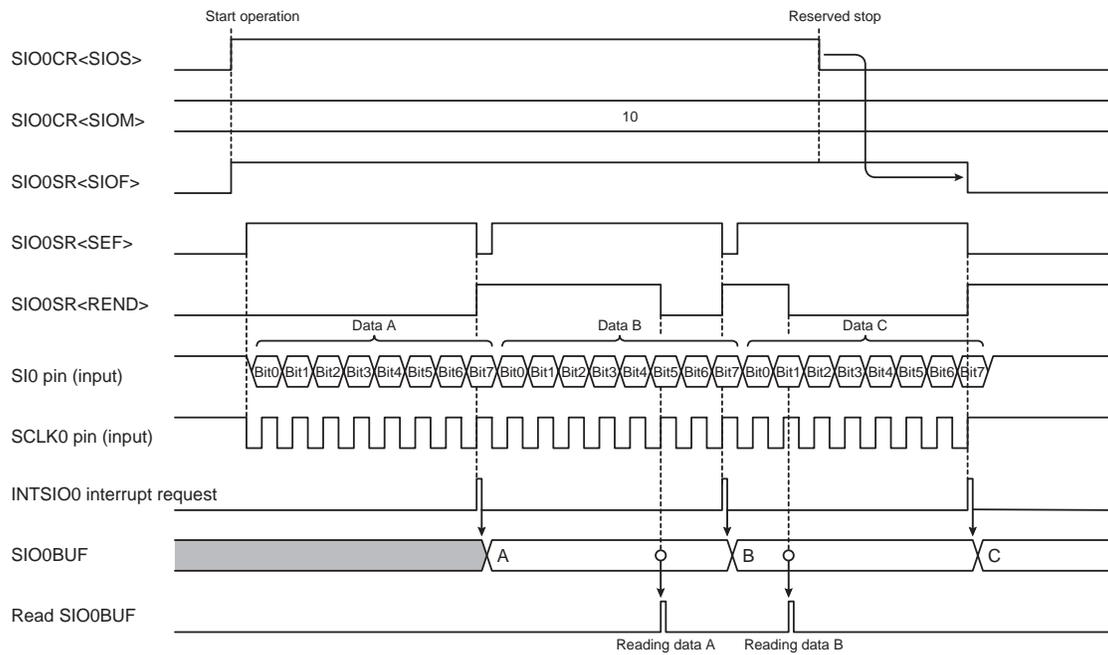 Start operation Reserved stop
SIO0CR<SIOS>
SIO0CR<SIOM> 10
SIO0SR<SIOF>
SIO0SR<SEF>
SIO0SR<REND>
Data A Data B Data C
SI0 pin (input) Bit0 Bit1 Bit2 Bit3 Bit4 Bit5 Bit6 Bit7 Bit0 Bit1 Bit2 Bit3 Bit4 Bit5 Bit6 Bit7 Bit0 Bit1 Bit2 Bit3 Bit4 Bit5 Bit6 Bit7
SCLK0 pin (input)
INTSIO0 interrupt request
SIO0BUF A B C
Read SIO0BUF
Reading data A Reading data B